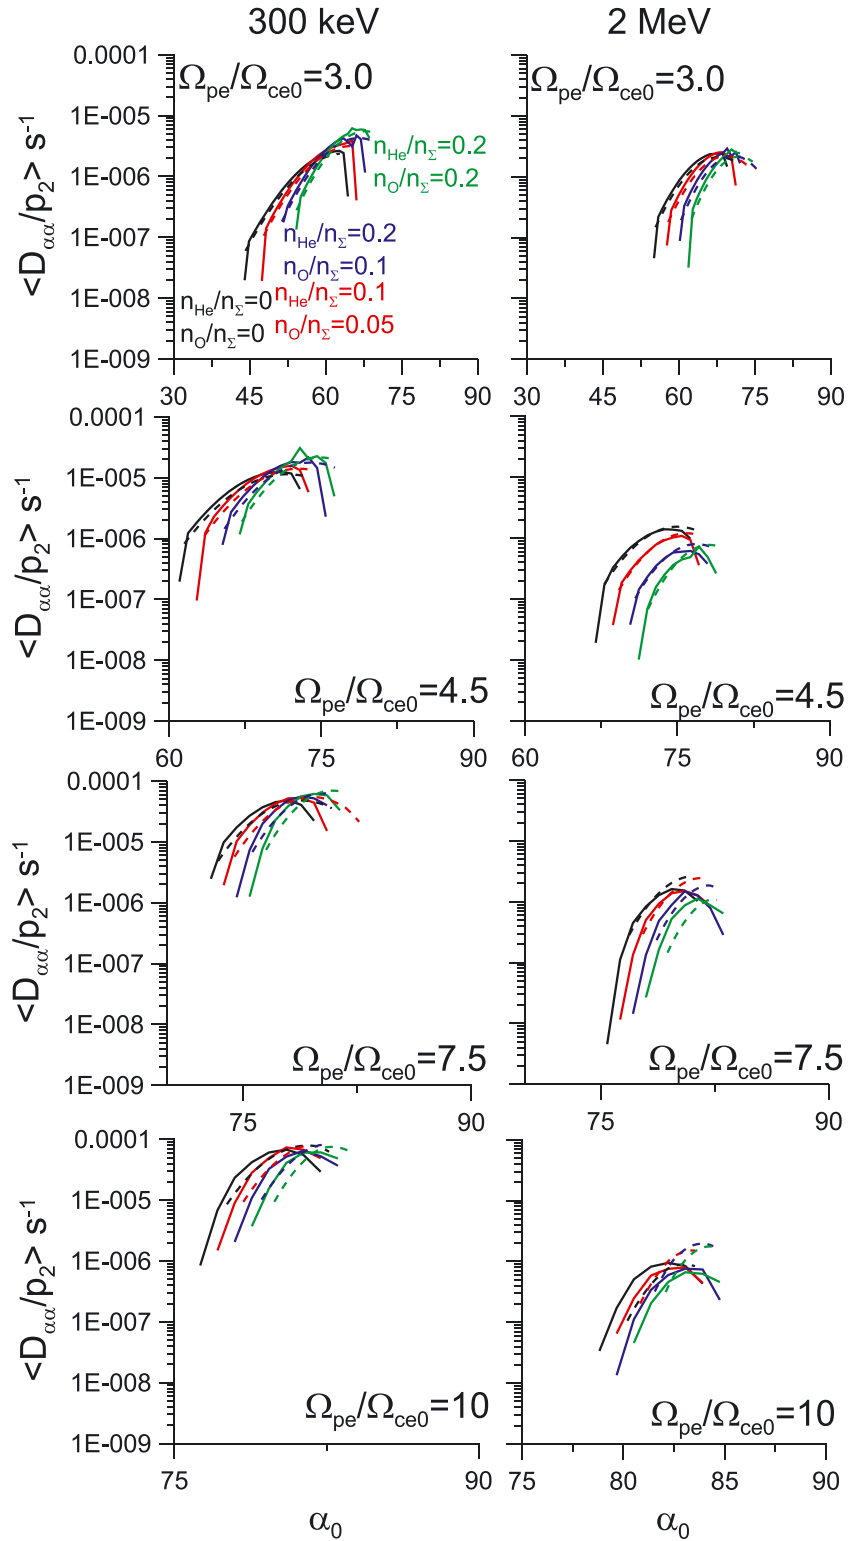 300 keV 2 MeV
0.0001 Ωpe/Ωce0=3.0 Ωpe/Ωce0=3.0
1E-005
1E-006
1E-007
1E-008
1E-009
<Dαα/p2> s-1
nHe/nΣ=0.2
nO/nΣ=0.2
nHe/nΣ=0.2
nO/nΣ=0.1
nHe/nΣ=0 nHe/nΣ=0.1
nO/nΣ=0 nO/nΣ=0.05
30 45 60 75 90 30 45 60 75 90
0.0001
1E-005
1E-006
1E-007
1E-008
1E-009
<Dαα/p2> s-1
Ωpe/Ωce0=4.5 Ωpe/Ωce0=4.5
60 75 90 60 75 90
0.0001
1E-005
1E-006
1E-007
1E-008
1E-009
<Dαα/p2> s-1
Ωpe/Ωce0=7.5 Ωpe/Ωce0=7.5
75 90 75 90
0.0001
1E-005
1E-006
1E-007
1E-008
1E-009
<Dαα/p2> s-1
Ωpe/Ωce0=10 Ωpe/Ωce0=10
75 90 75 80 85 90
α0 α0